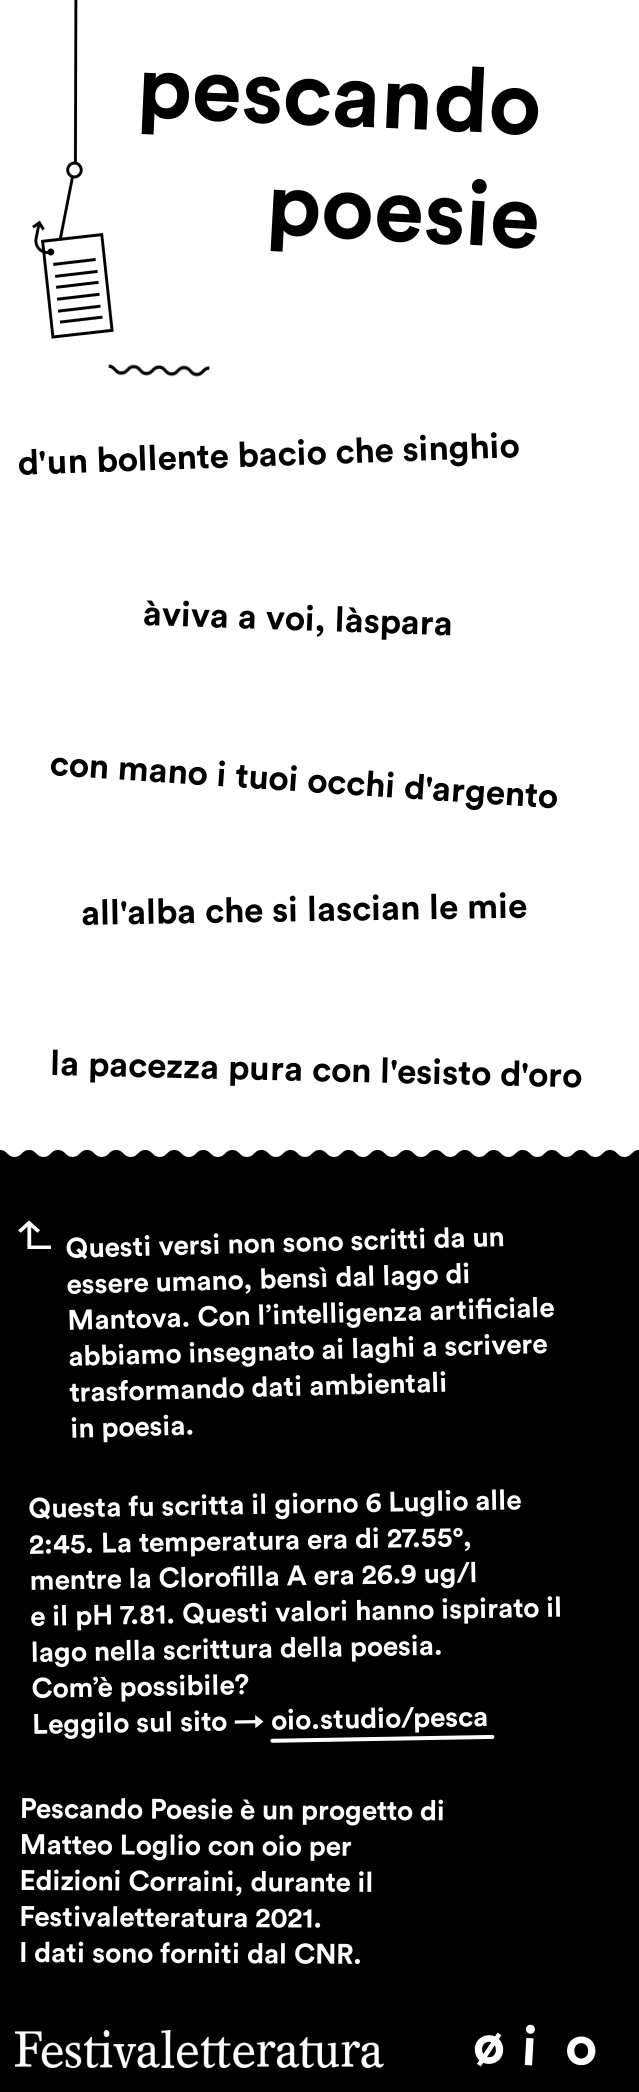 pescando
poesie
d'un bollente bacio che singhio
àviva a voi, làspara
con mano i tuoi occhi d'argento
all'alba che si lascian le mie
la pacezza pura con l'esisto d'oro
Questi versi non sono scritti da un
essere umano, bensì dal lago di
Mantova. Con l’intelligenza artificiale
abbiamo insegnato ai laghi a scrivere
trasformando dati ambientali
in poesia.
Questa fu scritta il giorno 6 Luglio alle
2:45. La temperatura era di 27.55°,
mentre la Clorofilla A era 26.9 ug/l
e il pH 7.81. Questi valori hanno ispirato il
lago nella scrittura della poesia.
Com’è possibile?
Leggilo sul sito → oio.studio/pesca
Pescando Poesie è un progetto di
Matteo Loglio con oio per
Edizioni Corraini, durante il
Festivaletteratura 2021.
I dati sono forniti dal CNR.
Festivaletteratura ø i o